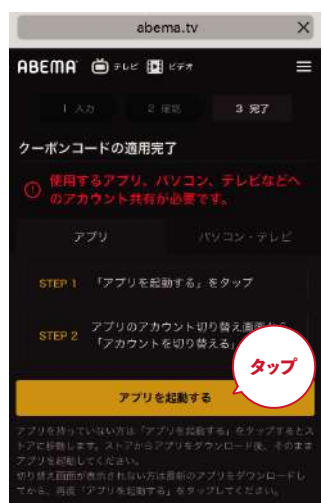 abema.tv ×
ABEMA テレビ ビデオ
1 入力 2 確認 3 完了
クーポンコードの適用完了
使用するアプリ、パソコン、テレビなどへ
のアカウント共有が必要です。
アプリ パソコン・テレビ
STEP 1 「アプリを起動する」をタップ
STEP 2 アプリのアカウント切り替え画面から
「アカウントを切り替える」
タップ
アプリを起動する
アプリを持っていない方は「アプリを起動する」をタップするとス
トアに移動します。ストアからアプリをダウンロード後、そのまま
アプリを起動してください。
切り替え画面が表示されない方は最新のアプリをダウンロードし
てから、再度「アプリを起動する」をタップしてください。